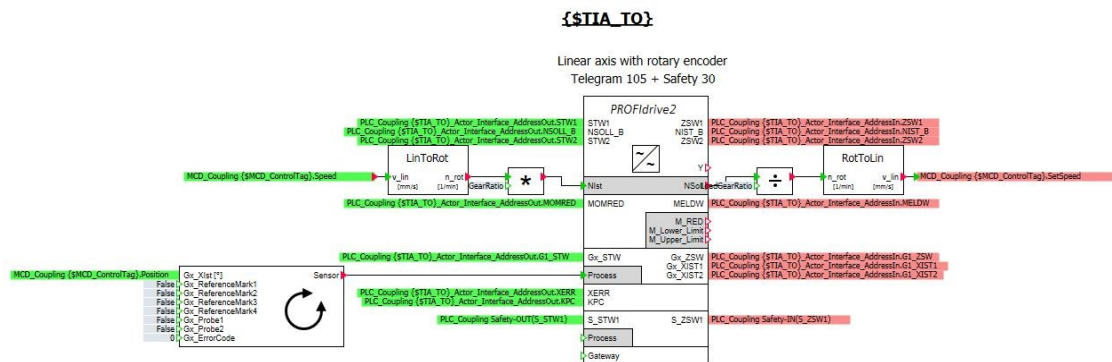 {$TIA_TO}
Linear axis with rotary encoder
Telegram 105 + Safety 30
PROFIdrive2
PLC_Coupling {$TIA_TO}_Actor_Interface_AddressOut.STW1 STW1 ZSW1 PLC_Coupling {$TIA_TO}_Actor_Interface_AddressIn.ZSW1
PLC_Coupling {$TIA_TO}_Actor_Interface_AddressOut.NSOLL_B NSOLL_B NIST_B PLC_Coupling {$TIA_TO}_Actor_Interface_AddressIn.NIST_B
PLC_Coupling {$TIA_TO}_Actor_Interface_AddressOut.STW2 STW2 ZSW2 PLC_Coupling {$TIA_TO}_Actor_Interface_AddressIn.ZSW2
LinToRot ~ ~ RotToLin
Y
MCD_Coupling {$MCD_ControlTag}.Speed v_lin n_rot * ÷ n_rot v_lin MCD_Coupling {$MCD_ControlTag}.SetSpeed
[mm/s] [1/min] GearRatio NIst GearRatio [1/min] [mm/s]
PLC_Coupling {$TIA_TO}_Actor_Interface_AddressOut.MOMRED MOMRED MELDW PLC_Coupling {$TIA_TO}_Actor_Interface_AddressIn.MELDW
M_RED
M_Lower_Limit
M_Upper_Limit
PLC_Coupling {$TIA_TO}_Actor_Interface_AddressOut.G1_STW Gx_STW Gx_ZSW PLC_Coupling {$TIA_TO}_Actor_Interface_AddressIn.G1_ZSW
Gx_XIST1 PLC_Coupling {$TIA_TO}_Actor_Interface_AddressIn.G1_XIST1
MCD_Coupling {$MCD_ControlTag}.Position Gx_XIst [°] Sensor Process Gx_XIST2 PLC_Coupling {$TIA_TO}_Actor_Interface_AddressIn.G1_XIST2
False Gx_ReferenceMark1
False Gx_ReferenceMark2
False Gx_ReferenceMark3
False Gx_ReferenceMark4
False Gx_Probe1
False Gx_Probe2
0 Gx_ErrorCode
PLC_Coupling {$TIA_TO}_Actor_Interface_AddressOut.XERR XERR
PLC_Coupling {$TIA_TO}_Actor_Interface_AddressOut.KPC KPC
PLC_Coupling Safety-OUT(S_STW1) S_STW1 S_ZSW1 PLC_Coupling Safety-IN(S_ZSW1)
Process
Gateway